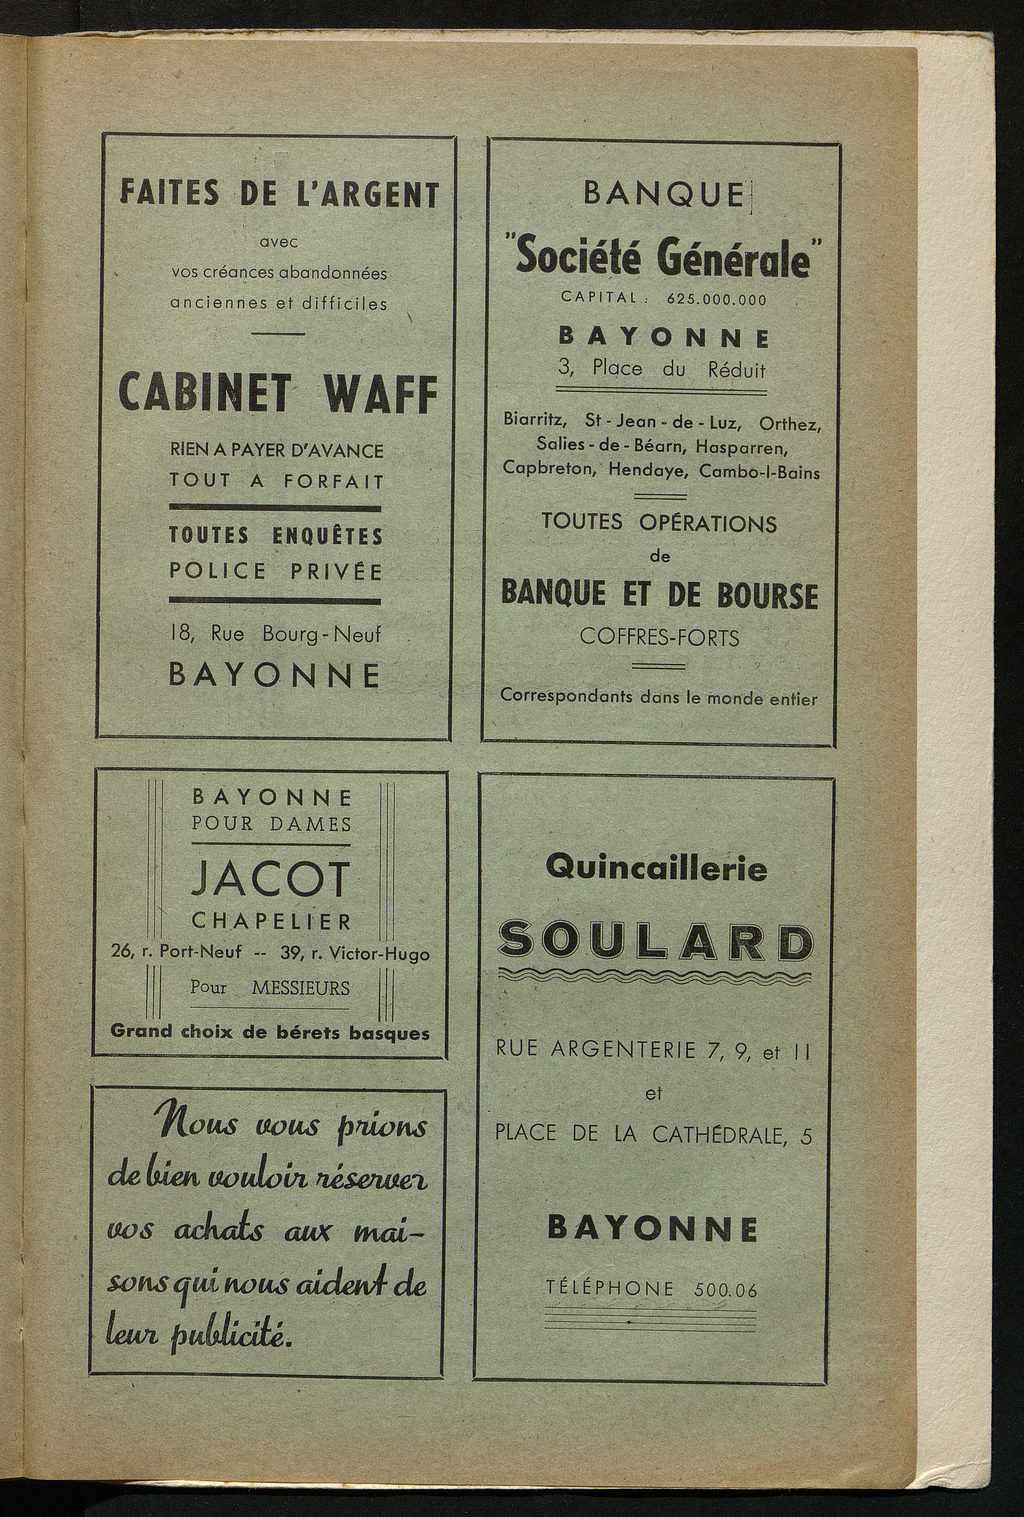 FAITES DE L'ARGENT
avec
vos créances abandonnées
anciennes et difficiles
CABINET WAFF
RIEN A PAYER D'AVANCE
TOUT A FORFAIT
TOUTES ENQUÊTES
POLICE PRIVÉE
18, Rue Bourg-Neuf
BAYONNE
BANQUE
"Société Générale"
CAPITAL : 625.000.000
BAYONNE
3, Place du Réduit
Biarritz, St-Jean-de-Luz, Orthez,
Salies-de-Béarn, Hasparren,
Capbreton, Hendaye, Cambo-l-Bains
TOUTES OPÉRATIONS
de
BANQUE ET DE BOURSE
COFFRES-FORTS
Correspondants dans le monde entier
BAYONNE
POUR DAMES
JACOT
CHAPELIER
26, r. Port-Neuf -- 39, r. Victor-Hugo
Pour MESSIEURS
Grand choix de bérets basques
Nous vous prions
de bien vouloir réserver
vos achats aux mai-
sons qui nous aident de
leur publicité.
Quincaillerie
SOULARD
RUE ARGENTERIE 7, 9, et 11
et
PLACE DE LA CATHÉDRALE, 5
BAYONNE
TÉLÉPHONE 500.06